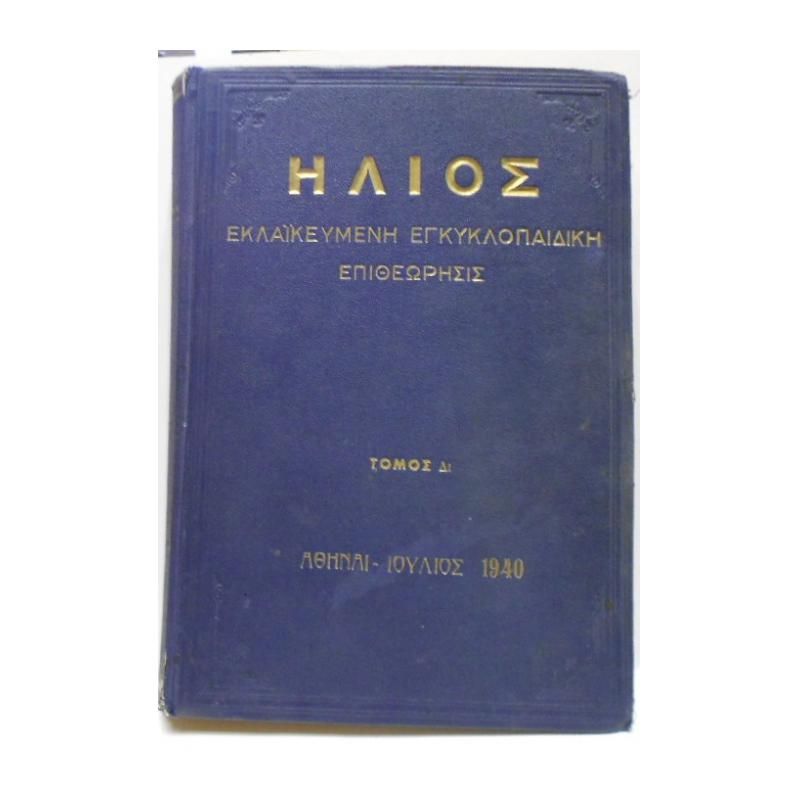 ΗΛΙΟΣ
ΕΚΛΑΪΚΕΥΜΕΝΗ ΕΓΚΥΚΛΟΠΑΙΔΙΚΗ
ΕΠΙΘΕΩΡΗΣΙΣ
ΤΟΜΟΣ Δ!
ΑΘΗΝΑΙ - ΙΟΥΛΙΟΣ 1940